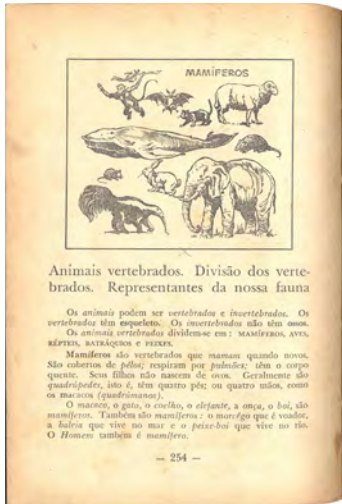 MAMÍFEROS
Animais vertebrados. Divisão dos verte-
brados. Representantes da nossa fauna
Os animais podem ser vertebrados e invertebrados. Os
vertebrados têm esqueleto. Os invertebrados não têm ossos.
Os animais vertebrados dividem-se em: MAMÍFEROS, AVES,
RÉPTEIS, BATRÁQUIOS e PEIXES.
Mamíferos são vertebrados que mamam quando novos.
São cobertos de pêlos; respiram por pulmões; têm o corpo
quente. Seus filhos não nascem de ovos. Geralmente são
quadrúpedes, isto é, têm quatro pés; ou quatro mãos, como
os macacos (quadrúmanos).
O macaco, o gato, o coelho, o elefante, a onça, o boi, são
mamíferos. Também são mamíferos: o morcêgo que é voador,
a baleia que vive no mar e o peixe-boi que vive no rio.
O Homem também é mamífero.
— 254 —